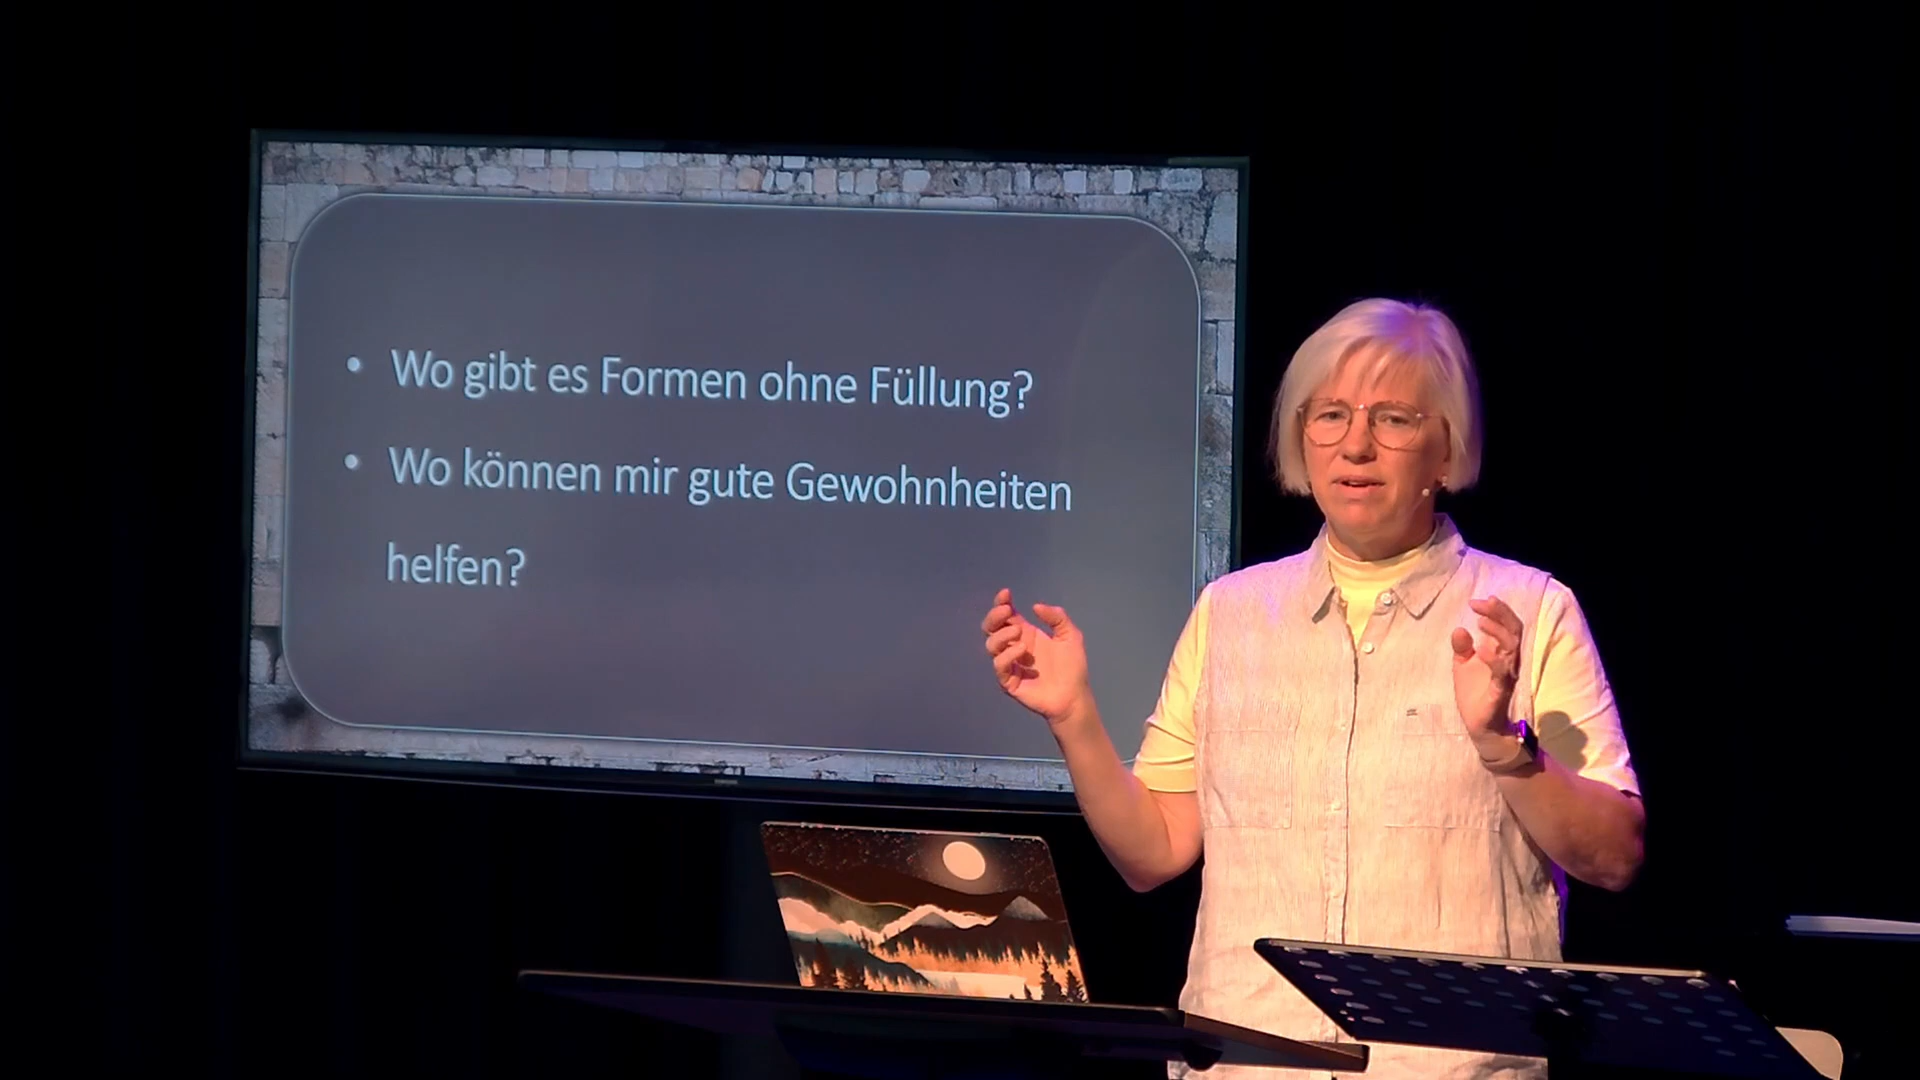 • Wo gibt es Formen ohne Füllung?
• Wo können mir gute Gewohnheiten
helfen?